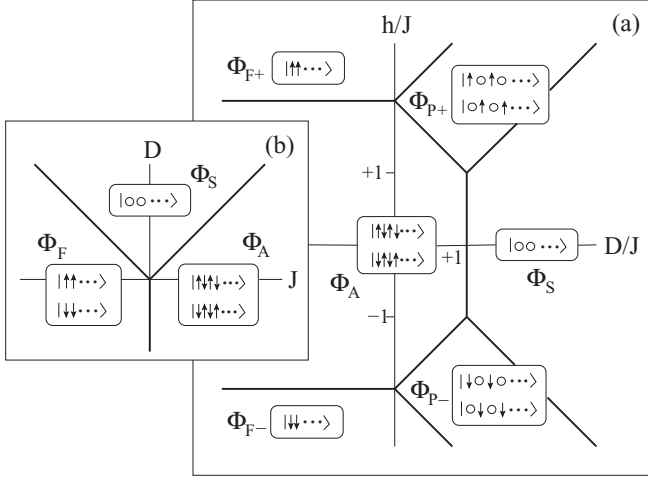 h/J
(a)
Φ_F+
|↑↑⋯⟩
Φ_P+
|↑○↑○⋯⟩
|○↑○↑⋯⟩
+1
|↑↓↑↓⋯⟩
|↓↑↓↑⋯⟩
Φ_A
+1
|○○⋯⟩
D/J
Φ_S
−1
Φ_P−
|↓○↓○⋯⟩
|○↓○↓⋯⟩
Φ_F−
|↓↓⋯⟩
(b)
D
Φ_S
|○○⋯⟩
Φ_F
|↑↑⋯⟩
|↓↓⋯⟩
Φ_A
|↑↓↑↓⋯⟩
|↓↑↓↑⋯⟩
J